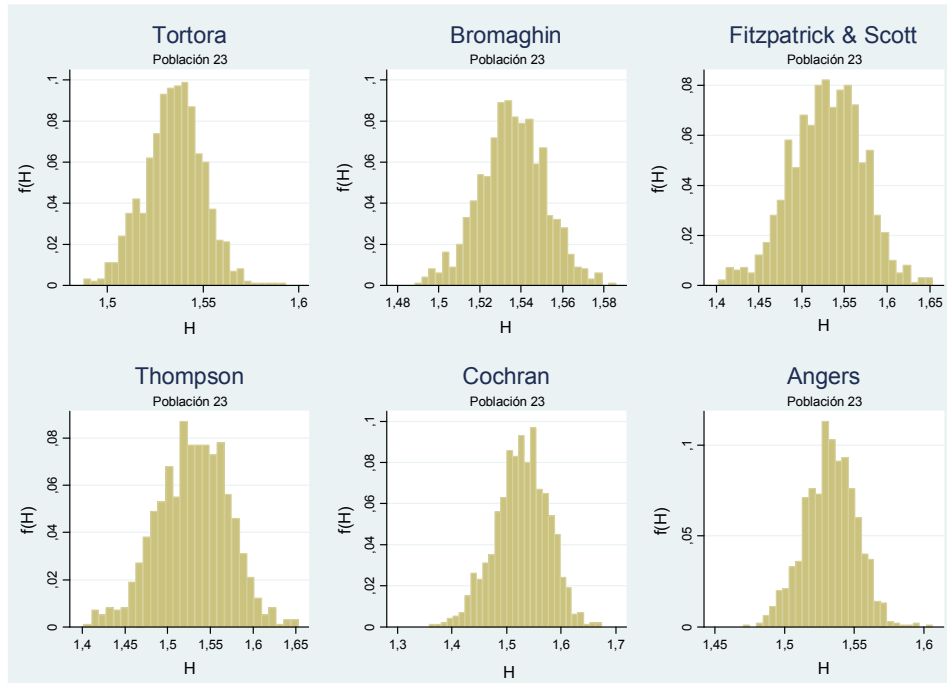 Tortora
Población 23
f(H)
0 ,02 ,04 ,06 ,08 ,1
1,5 1,55 1,6
H
Bromaghin
Población 23
f(H)
0 ,02 ,04 ,06 ,08 ,1
1,48 1,5 1,52 1,54 1,56 1,58
H
Fitzpatrick & Scott
Población 23
f(H)
0 ,02 ,04 ,06 ,08
1,4 1,45 1,5 1,55 1,6 1,65
H
Thompson
Población 23
f(H)
0 ,02 ,04 ,06 ,08
1,4 1,45 1,5 1,55 1,6 1,65
H
Cochran
Población 23
f(H)
0 ,02 ,04 ,06 ,08 ,1
1,3 1,4 1,5 1,6 1,7
H
Angers
Población 23
f(H)
0 ,05 ,1
1,45 1,5 1,55 1,6
H